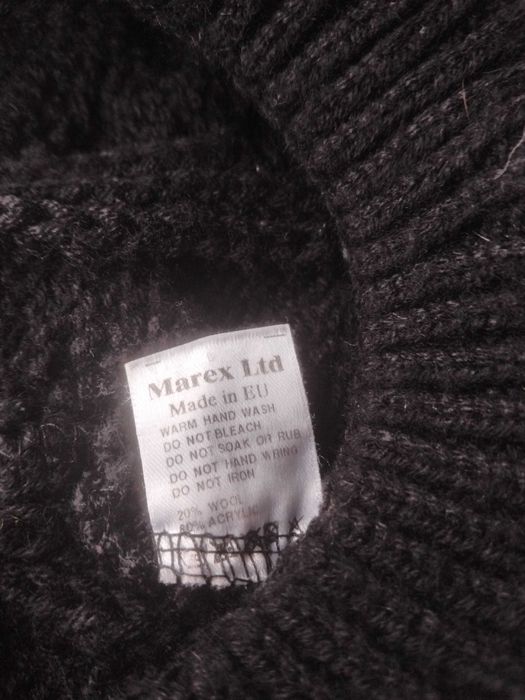 Marex Ltd
Made in EU
WARM HAND WASH
DO NOT BLEACH
DO NOT SOAK OR RUB
DO NOT HAND WRING
DO NOT IRON
20% WOOL
80% ACRYLIC